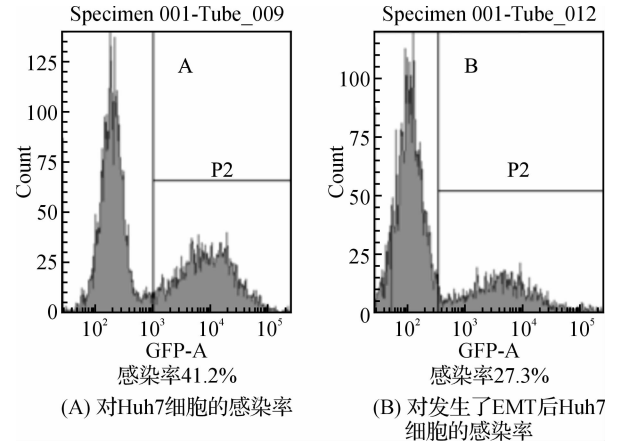 Specimen 001-Tube_009
Count
125
100
75
50
25
0
A
P2
10²
10³
10⁴
10⁵
GFP-A
感染率41.2%
(A) 对Huh7细胞的感染率
Specimen 001-Tube_012
Count
100
75
50
25
0
B
P2
10²
10³
10⁴
10⁵
GFP-A
感染率27.3%
(B) 对发生了EMT后Huh7
细胞的感染率